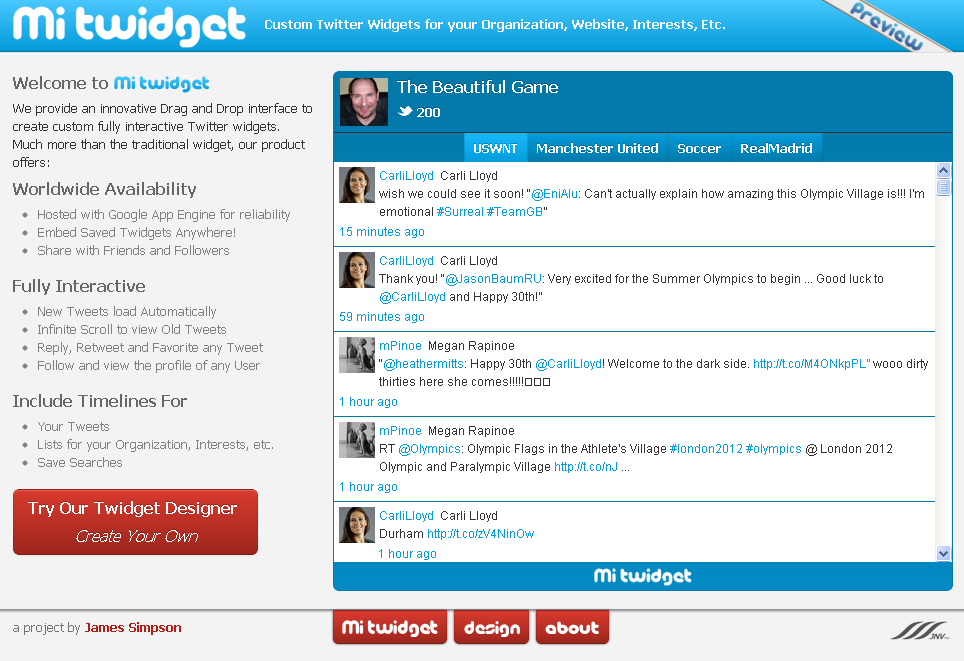 Mi twidget
Custom Twitter Widgets for your Organization, Website, Interests, Etc.
Preview
Welcome to Mi twidget
We provide an innovative Drag and Drop interface to
create custom fully interactive Twitter widgets.
Much more than the traditional widget, our product
offers:
Worldwide Availability
Hosted with Google App Engine for reliability
Embed Saved Twidgets Anywhere!
Share with Friends and Followers
Fully Interactive
New Tweets load Automatically
Infinite Scroll to view Old Tweets
Reply, Retweet and Favorite any Tweet
Follow and view the profile of any User
Include Timelines For
Your Tweets
Lists for your Organization, Interests, etc.
Save Searches
Try Our Twidget Designer
Create Your Own
The Beautiful Game
200
USWNT Manchester United Soccer RealMadrid
CarliLloyd Carli Lloyd
wish we could see it soon! "@EniAlu: Can't actually explain how amazing this Olympic Village is!!! I'm
emotional #Surreal #TeamGB"
15 minutes ago
CarliLloyd Carli Lloyd
Thank you! "@JasonBaumRU: Very excited for the Summer Olympics to begin ... Good luck to
@CarliLloyd and Happy 30th!"
59 minutes ago
mPinoe Megan Rapinoe
"@heathermitts: Happy 30th @CarliLloyd! Welcome to the dark side. http://t.co/M4ONkpPL" wooo dirty
thirties here she comes!!!!!
1 hour ago
mPinoe Megan Rapinoe
RT @Olympics: Olympic Flags in the Athlete's Village #london2012 #olympics @ London 2012
Olympic and Paralympic Village http://t.co/nJ ...
1 hour ago
CarliLloyd Carli Lloyd
Durham http://t.co/zV4NinOw
1 hour ago
Mi twidget
a project by James Simpson
Mi twidget design about
JNV